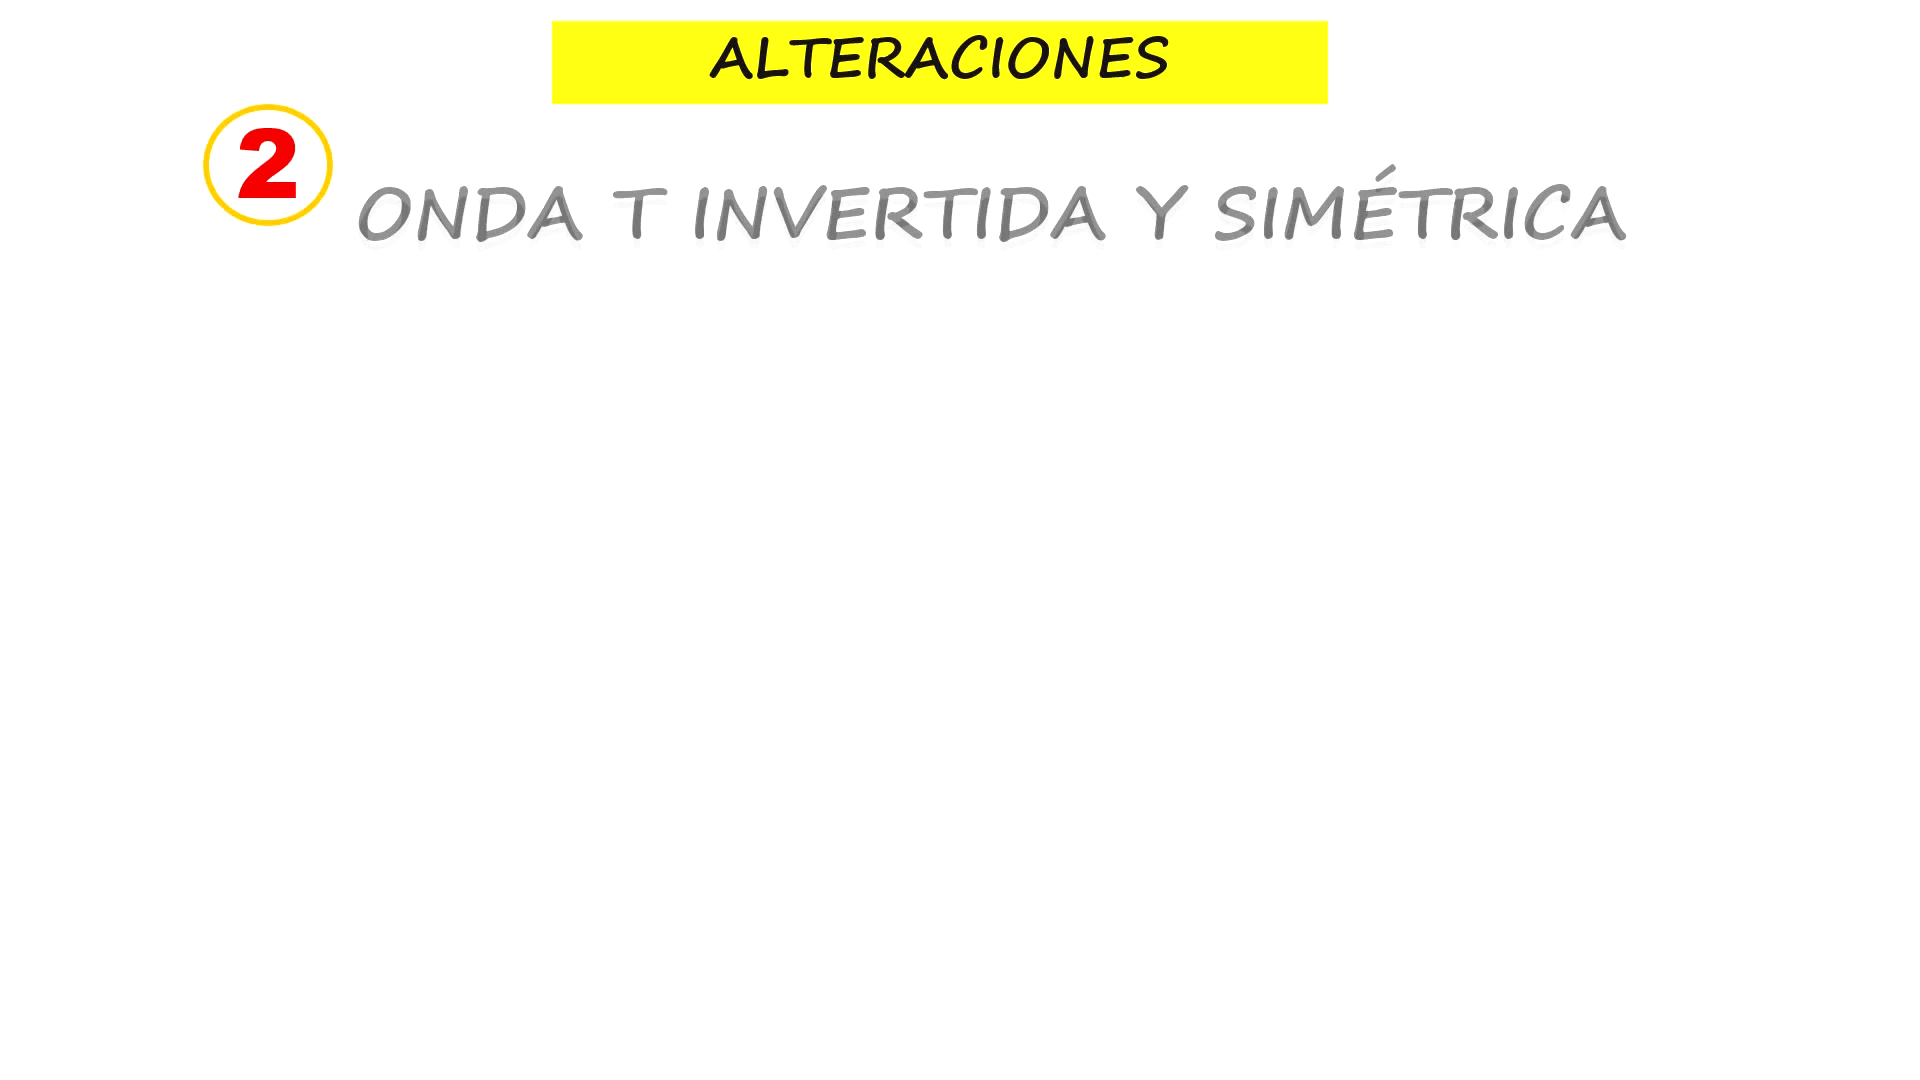 ALTERACIONES
2
ONDA T INVERTIDA Y SIMÉTRICA